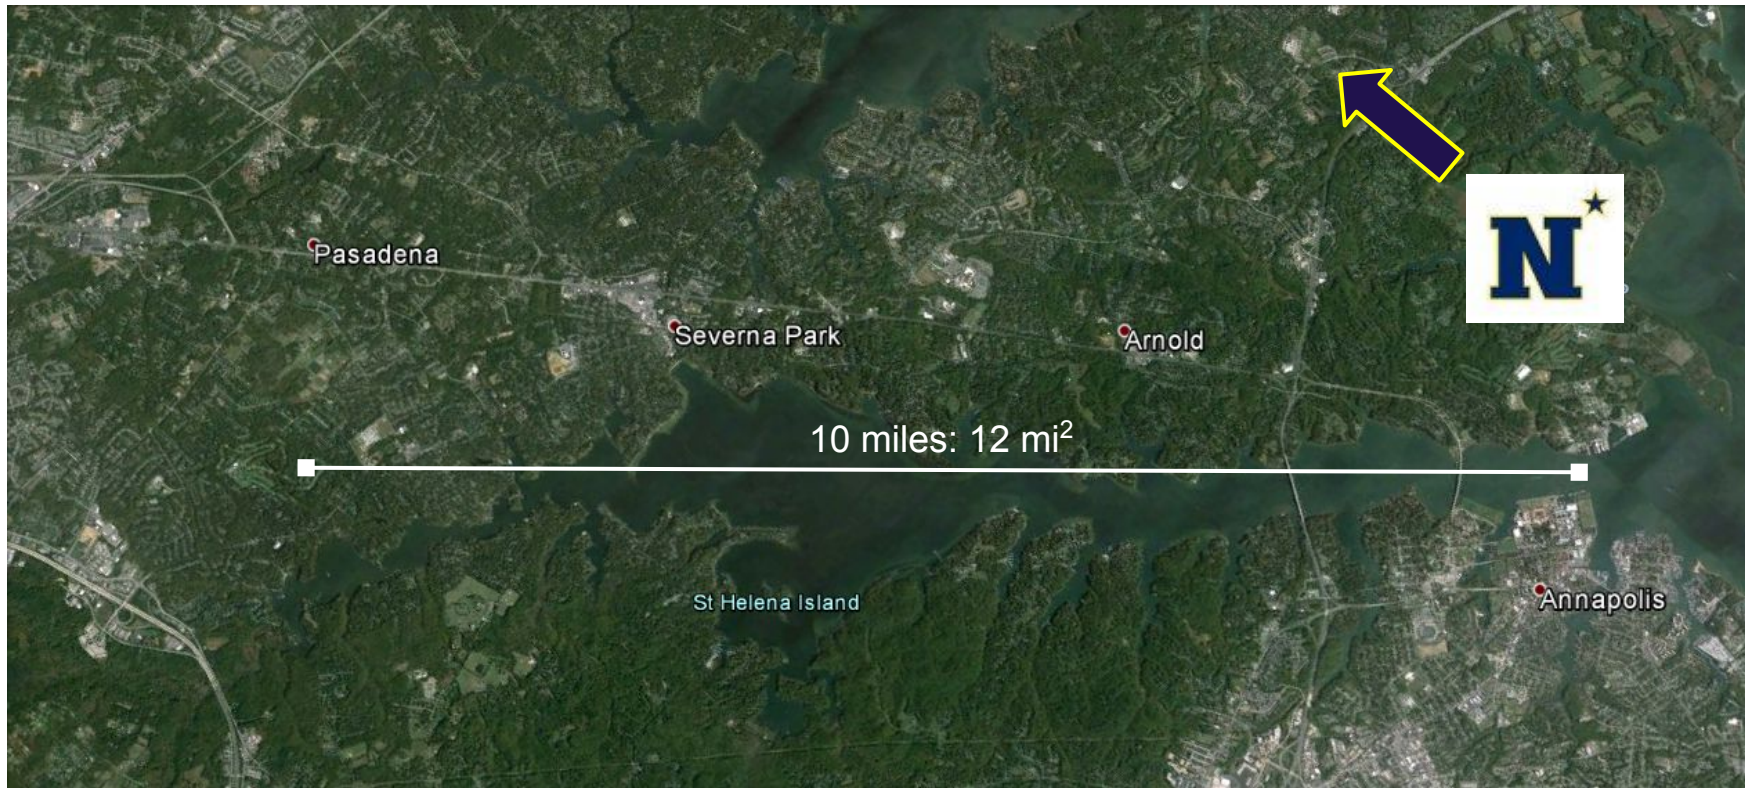 N
Pasadena
Severna Park
Arnold
10 miles: 12 mi²
St Helena Island
Annapolis